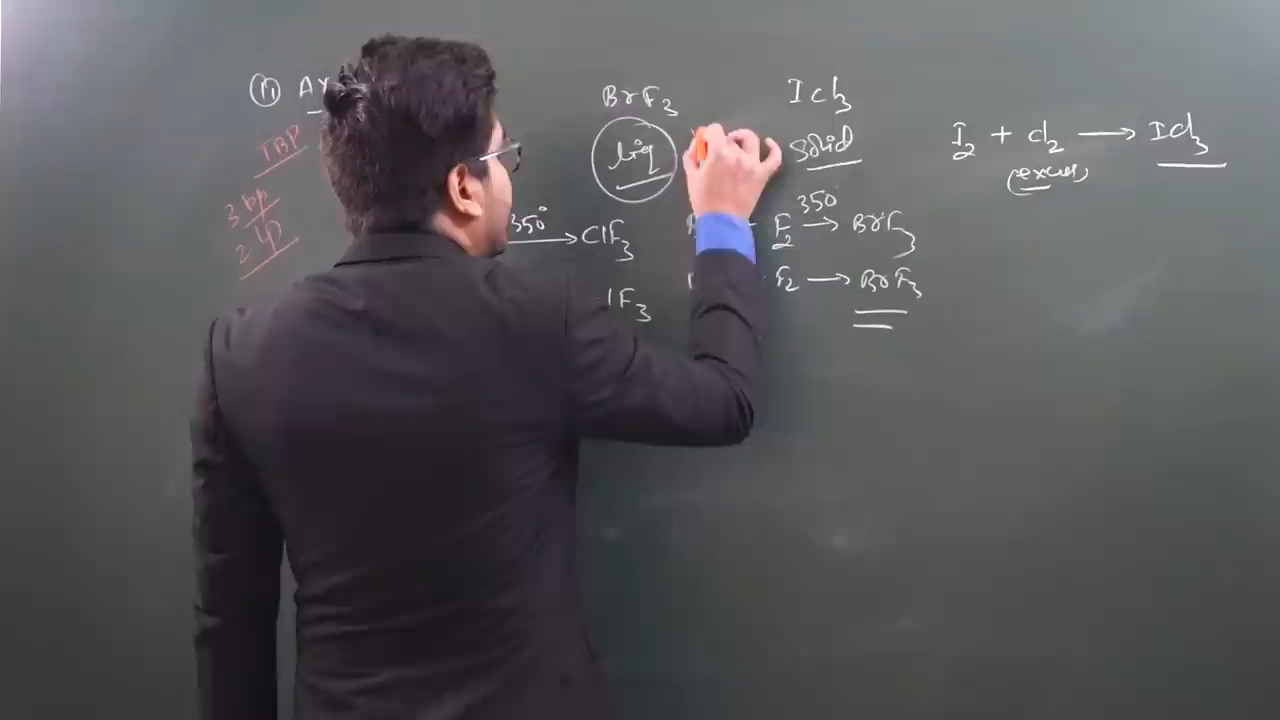 (11) AX
BrF3
ICl3
TBP
liq
solid
I2 + Cl2 ⟶ ICl3
(excess)
3 bp
2 lp
350° ⟶ ClF3
F2 350° ⟶ BrF3
F2 ⟶ BrF3
IF3